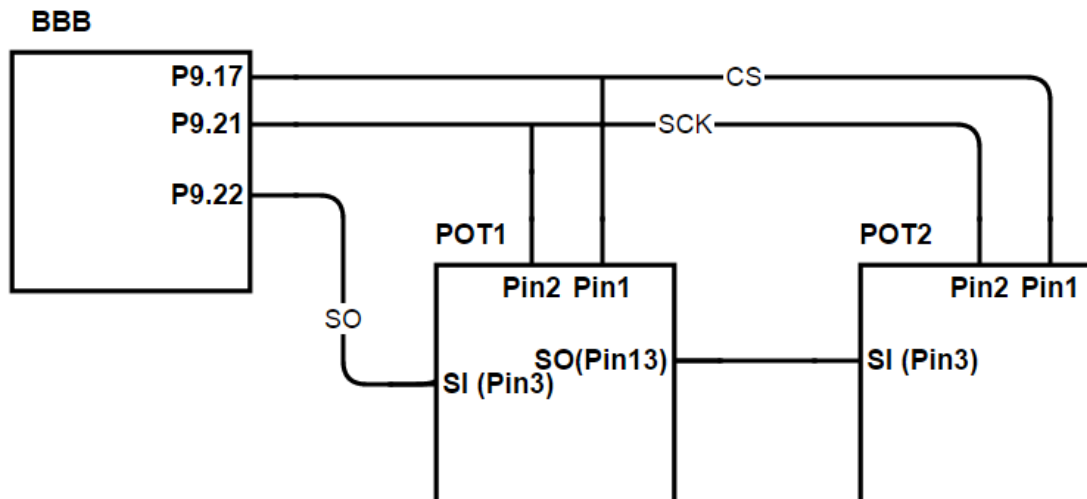 BBB
P9.17
CS
P9.21
SCK
P9.22
POT1
POT2
Pin2 Pin1
Pin2 Pin1
SO
SI (Pin3)
SO(Pin13)
SI (Pin3)